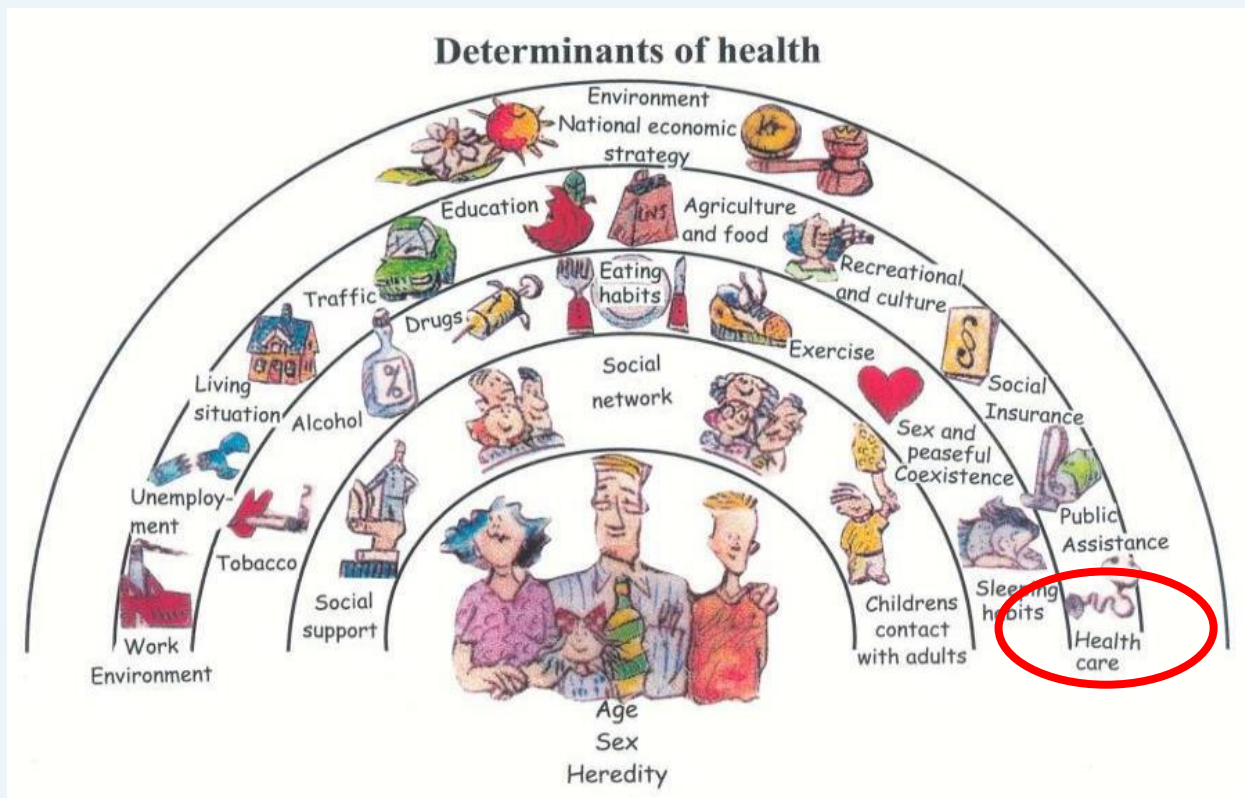 Determinants of health
Environment
National economic
strategy
Education
Agriculture
and food
Traffic
Recreational
and culture
Living
situation
Social
Insurance
Unemploy-
ment
Public
Assistance
Work
Environment
Health
care
Drugs
Eating
habits
Exercise
Alcohol
%
Sex and
peaseful
Coexistence
Tobacco
Sleeping
habits
Social
network
Social
support
Childrens
contact
with adults
Age
Sex
Heredity